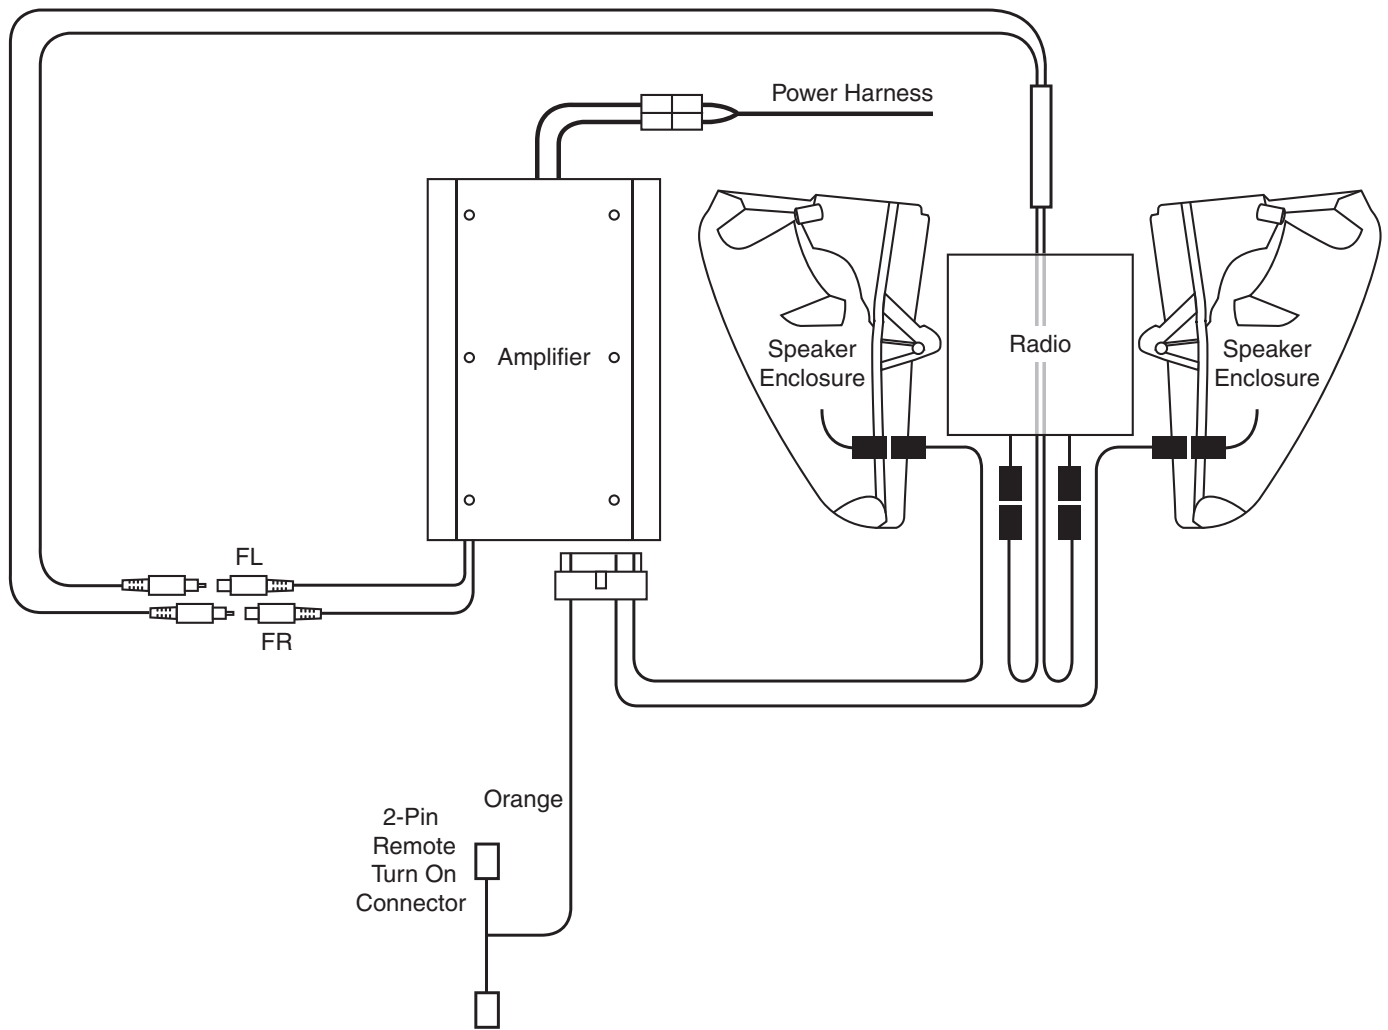 Power Harness
Amplifier
Speaker
Enclosure
Radio
Speaker
Enclosure
FL
FR
Orange
2-Pin
Remote
Turn On
Connector